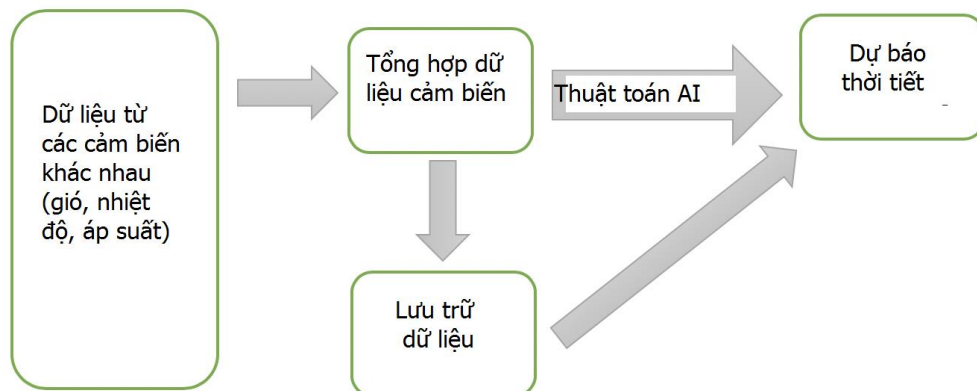 Dữ liệu từ
các cảm biến
khác nhau
(gió, nhiệt
độ, áp suất)
Tổng hợp dữ
liệu cảm biến
Thuật toán AI
Dự báo
thời tiết
Lưu trữ
dữ liệu